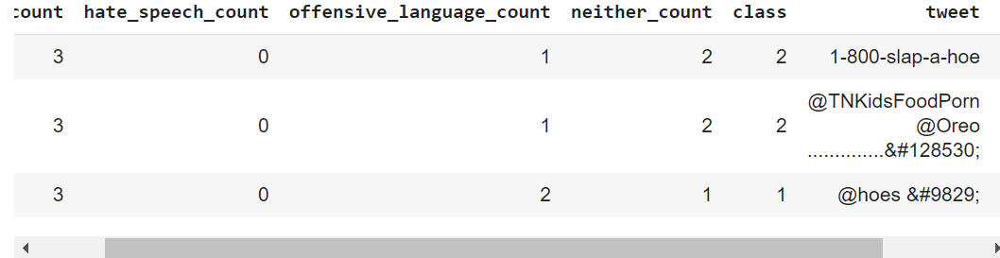 count hate_speech_count offensive_language_count neither_count class tweet
3 0 1 2 2 1-800-slap-a-hoe
@TNKidsFoodPorn
3 0 1 2 2 @Oreo
..............&#128530;
3 0 2 1 1 @hoes &#9829;